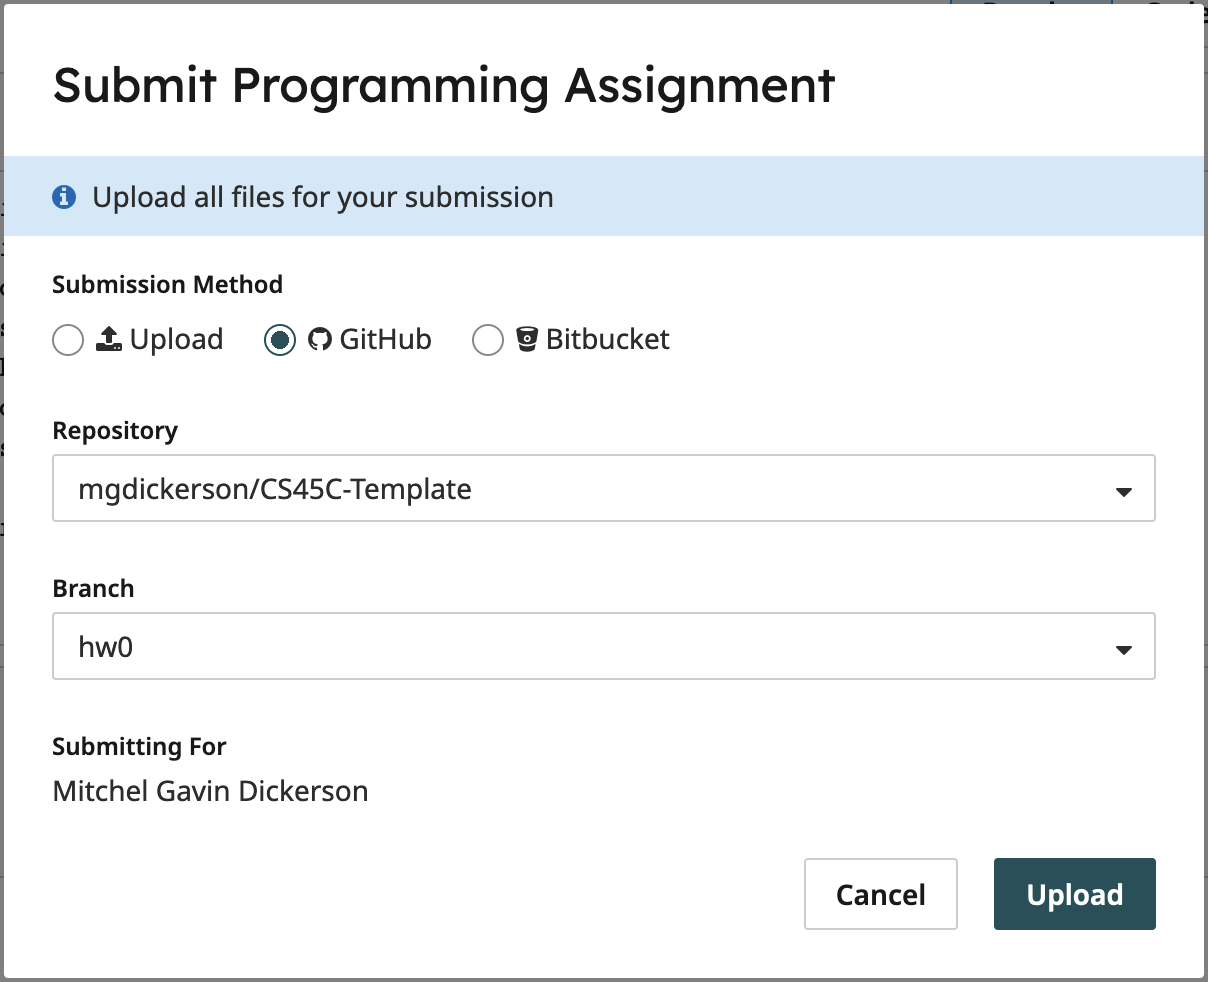 Submit Programming Assignment
Upload all files for your submission
Submission Method
Upload GitHub Bitbucket
Repository
mgdickerson/CS45C-Template
Branch
hw0
Submitting For
Mitchel Gavin Dickerson
Cancel Upload